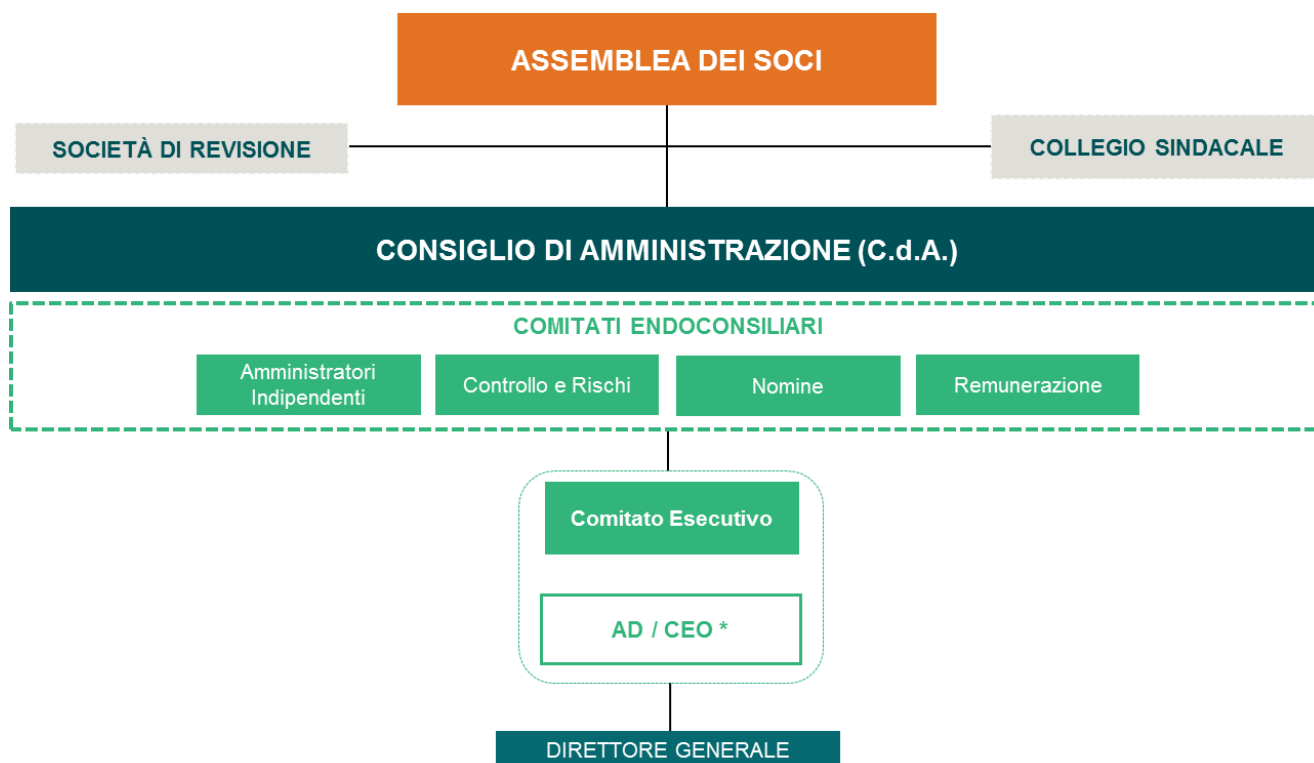 ASSEMBLEA DEI SOCI
SOCIETÀ DI REVISIONE
COLLEGIO SINDACALE
CONSIGLIO DI AMMINISTRAZIONE (C.d.A.)
COMITATI ENDOCONSILIARI
Amministratori
Indipendenti
Controllo e Rischi
Nomine
Remunerazione
Comitato Esecutivo
AD / CEO *
DIRETTORE GENERALE